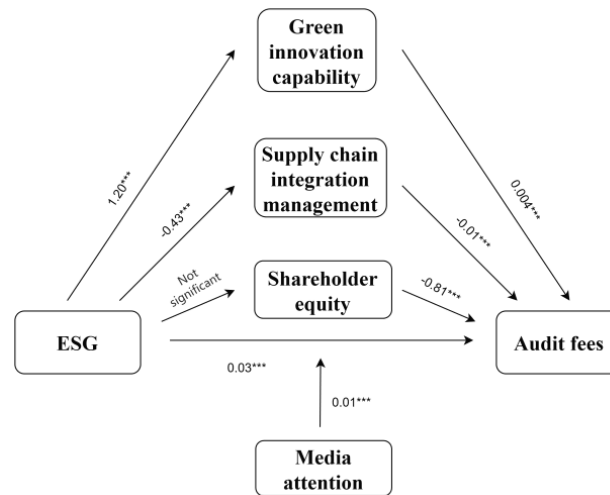 Green
innovation
capability
1.20***
0.004***
Supply chain
integration
management
-0.43***
-0.01***
Not
significant
Shareholder
equity
-0.81***
ESG
Audit fees
0.03***
0.01***
Media
attention